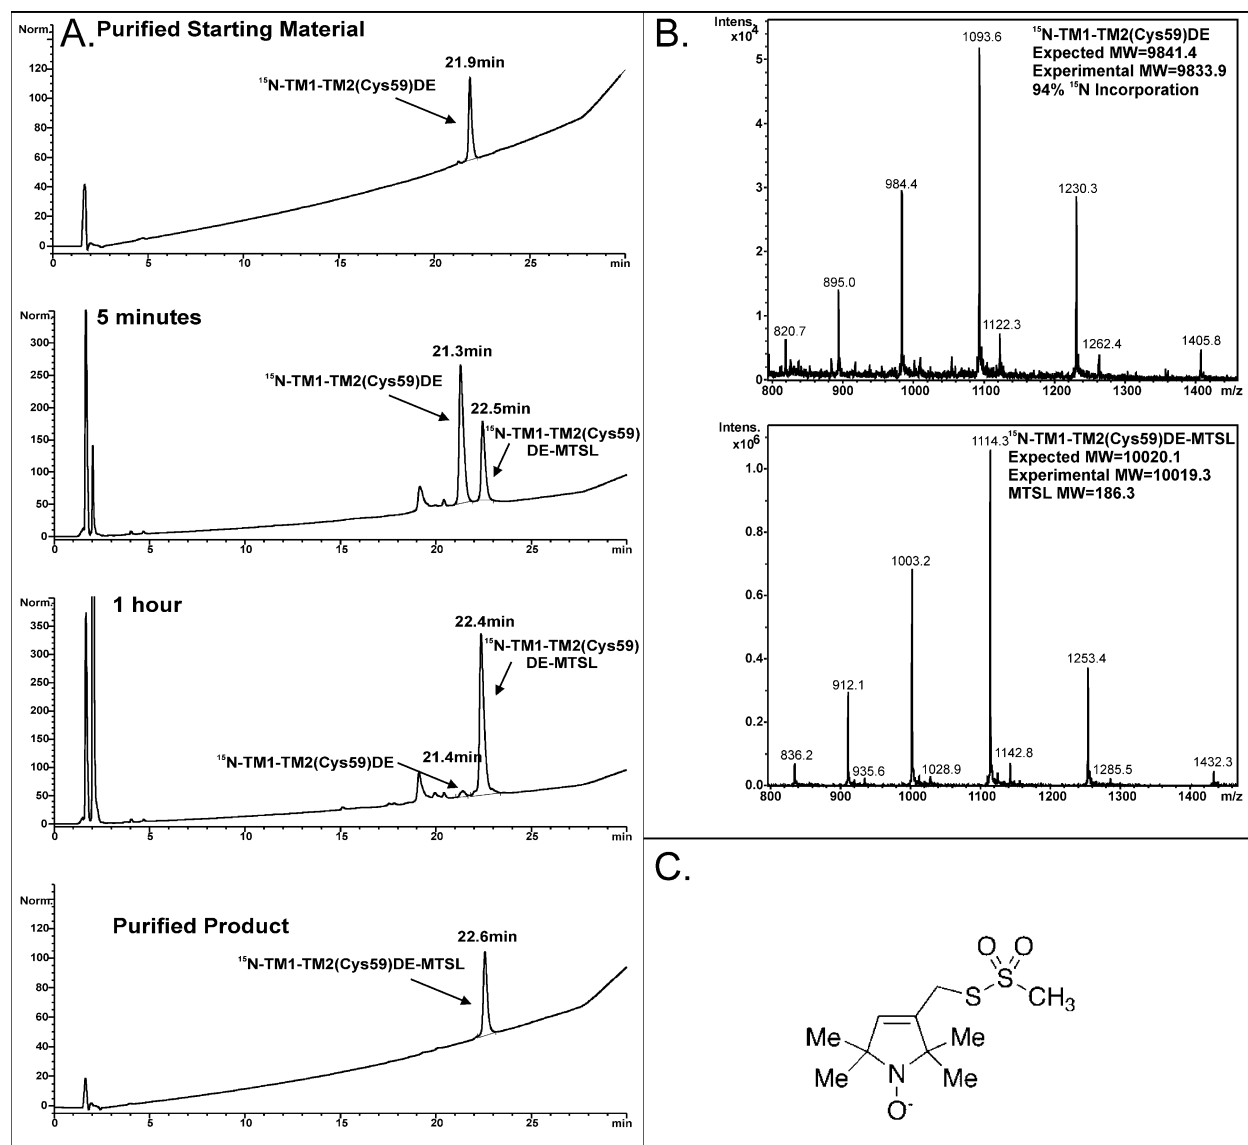 A. Purified Starting Material
Norm.
120
100
80
60
40
20
0
21.9min
¹⁵N-TM1-TM2(Cys59)DE
0 5 10 15 20 25 min
Norm.
5 minutes
300
250
200
150
100
50
0
21.3min
¹⁵N-TM1-TM2(Cys59)DE
22.5min
¹⁵N-TM1-TM2(Cys59)
DE-MTSL
0 5 10 15 20 25 min
Norm.
1 hour
350
300
250
200
150
100
50
0
22.4min
¹⁵N-TM1-TM2(Cys59)
DE-MTSL
21.4min
¹⁵N-TM1-TM2(Cys59)DE
0 5 10 15 20 25 min
Norm.
Purified Product
120
100
80
60
40
20
0
22.6min
¹⁵N-TM1-TM2(Cys59)DE-MTSL
0 5 10 15 20 25 min
B.
Intens.
x10⁴
5
4
3
2
1
0
¹⁵N-TM1-TM2(Cys59)DE
Expected MW=9841.4
Experimental MW=9833.9
94% ¹⁵N Incorporation
820.7
895.0
984.4
1093.6
1122.3
1230.3
1262.4
1405.8
800 900 1000 1100 1200 1300 1400 m/z
Intens.
x10⁶
1.0
0.8
0.6
0.4
0.2
0.0
¹⁵N-TM1-TM2(Cys59)DE-MTSL
Expected MW=10020.1
Experimental MW=10019.3
MTSL MW=186.3
836.2
912.1
935.6
1003.2
1028.9
1114.3
1142.8
1253.4
1285.5
1432.3
800 900 1000 1100 1200 1300 1400 m/z
C.
O O
S S CH₃
Me Me
Me N Me
O⁻